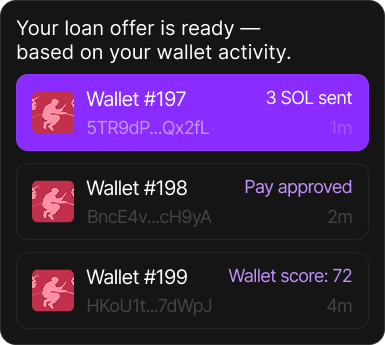 Your loan offer is ready —
based on your wallet activity.
Wallet #197
3 SOL sent
5TR9dP...Qx2fL
1m
Wallet #198
Pay approved
BncE4v...cH9yA
2m
Wallet #199
Wallet score: 72
HKoU1t...7dWpJ
4m